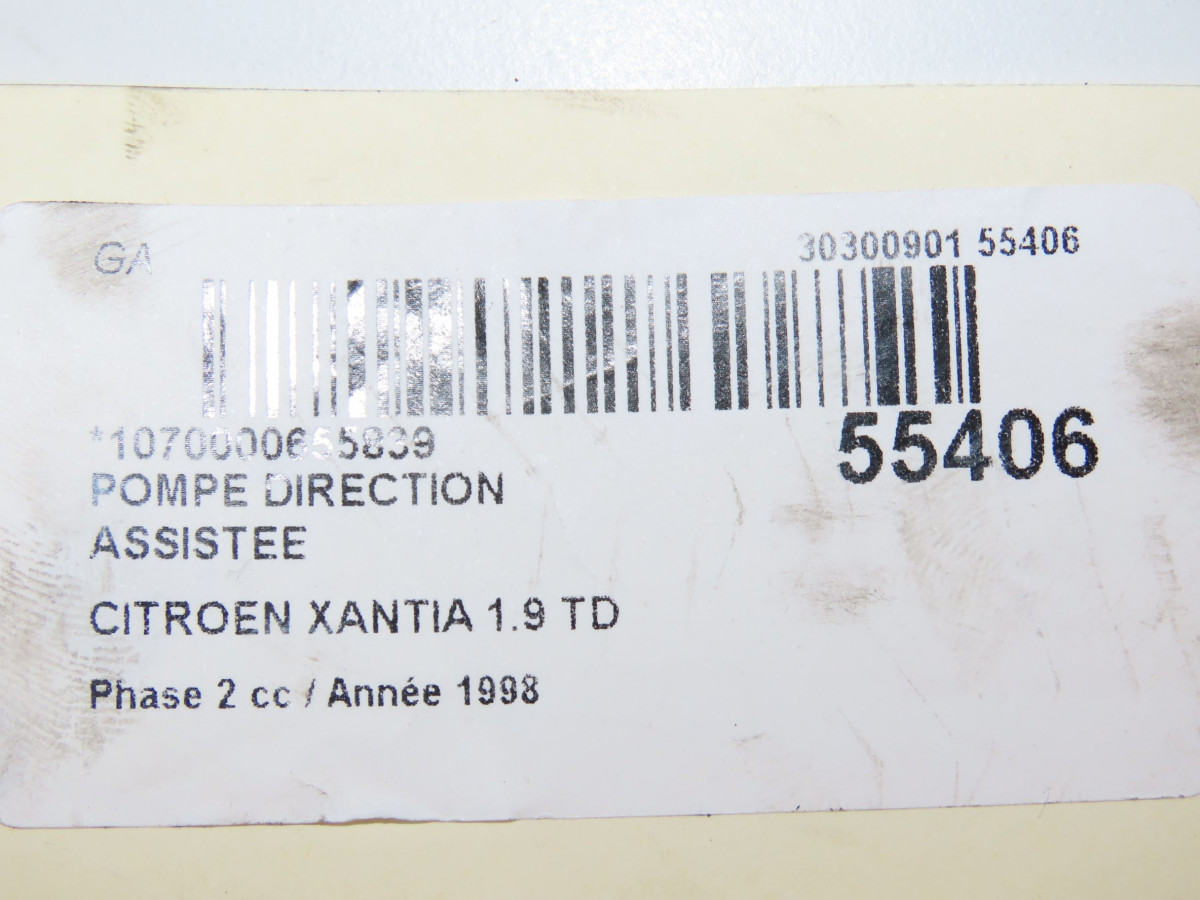 GA
30300901 55406
*1070000655839
55406
POMPE DIRECTION
ASSISTEE
CITROEN XANTIA 1.9 TD
Phase 2 cc / Année 1998